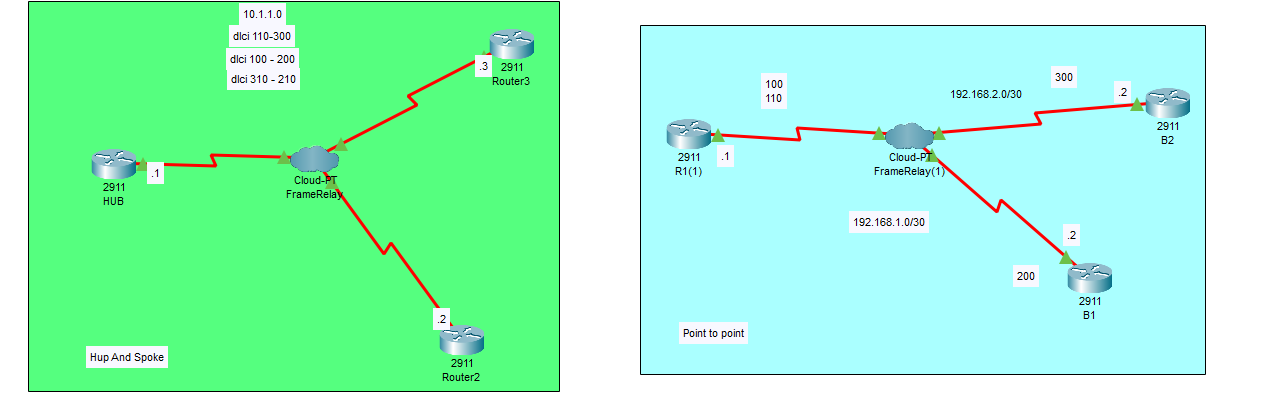 10.1.1.0
dlci 110-300
dlci 100 - 200
dlci 310 - 210
.3
2911
Router3
.1
2911
HUB
Cloud-PT
FrameRelay
.2
2911
Router2
Hup And Spoke
100
110
300
192.168.2.0/30
.2
2911
B2
.1
2911
R1(1)
Cloud-PT
FrameRelay(1)
192.168.1.0/30
.2
200
2911
B1
Point to point